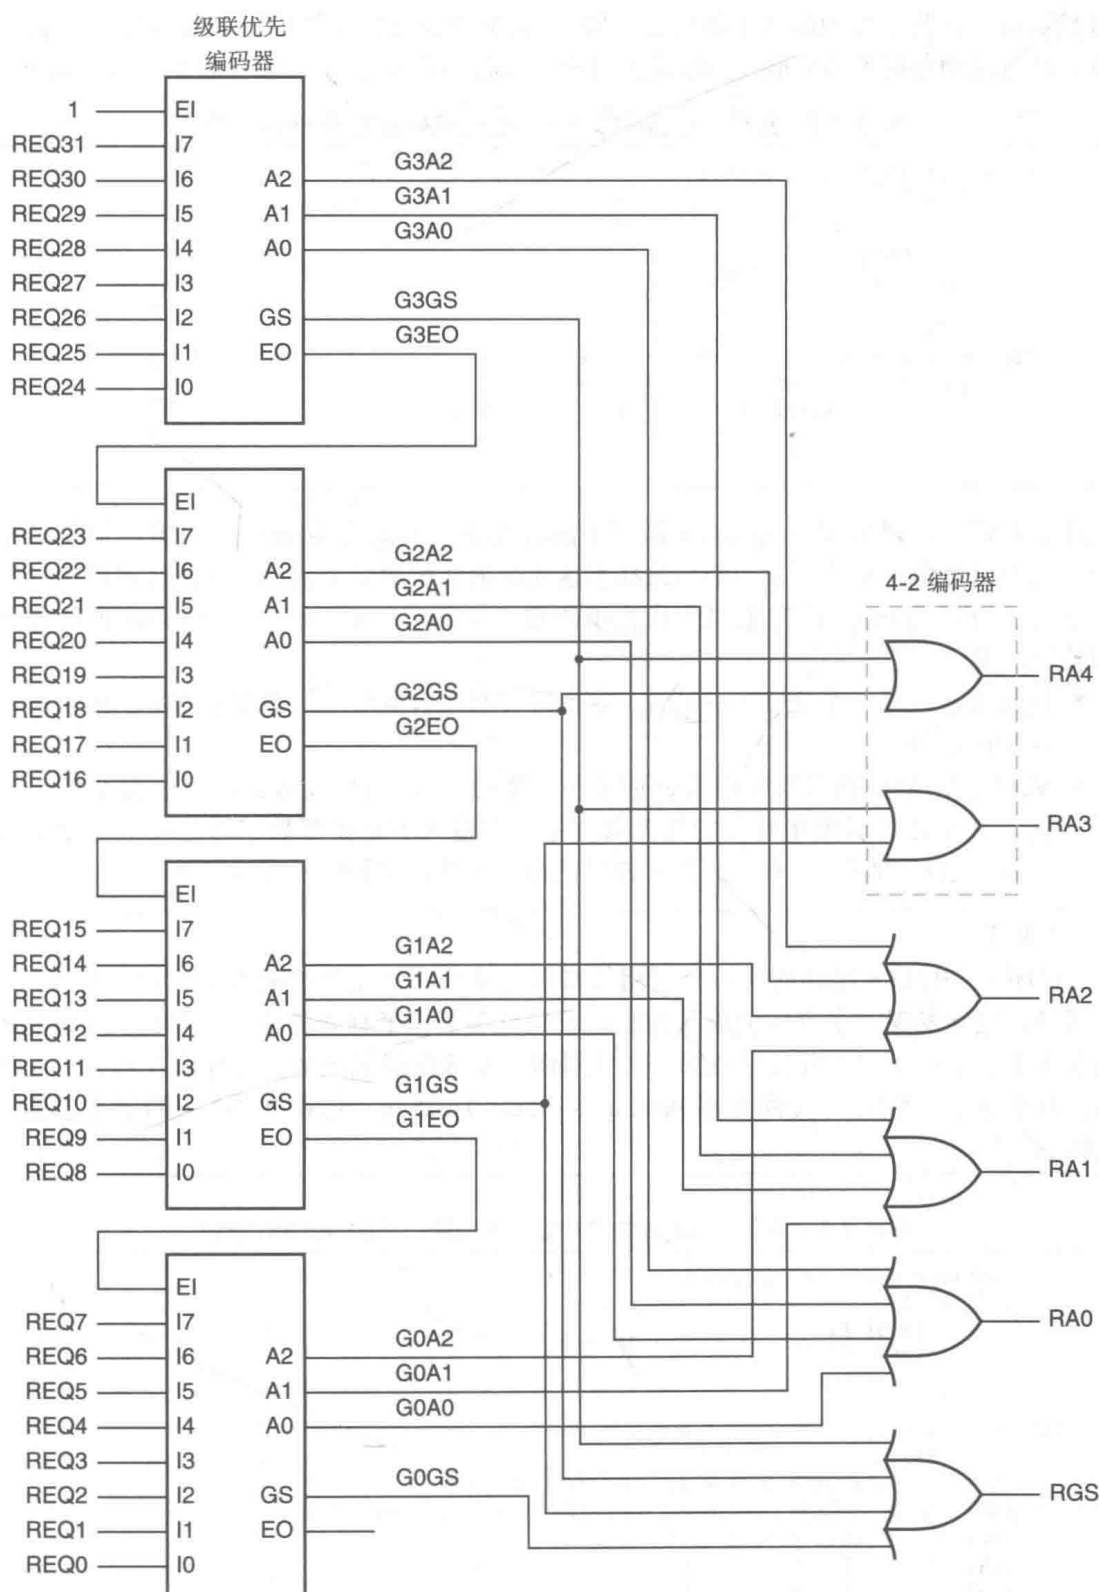 级联优先
编码器
1 EI
REQ31 I7
REQ30 I6 A2 G3A2
REQ29 I5 A1 G3A1
REQ28 I4 A0 G3A0
REQ27 I3
REQ26 I2 GS G3GS
REQ25 I1 EO G3EO
REQ24 I0
EI
REQ23 I7
REQ22 I6 A2 G2A2
REQ21 I5 A1 G2A1
REQ20 I4 A0 G2A0
REQ19 I3
REQ18 I2 GS G2GS
REQ17 I1 EO G2EO
REQ16 I0
4-2 编码器
RA4
RA3
EI
REQ15 I7
REQ14 I6 A2 G1A2
REQ13 I5 A1 G1A1
REQ12 I4 A0 G1A0
REQ11 I3
REQ10 I2 GS G1GS
REQ9 I1 EO G1EO
REQ8 I0
RA2
RA1
EI
REQ7 I7
REQ6 I6 A2 G0A2
REQ5 I5 A1 G0A1
REQ4 I4 A0 G0A0
REQ3 I3
REQ2 I2 GS G0GS
REQ1 I1 EO
REQ0 I0
RA0
RGS